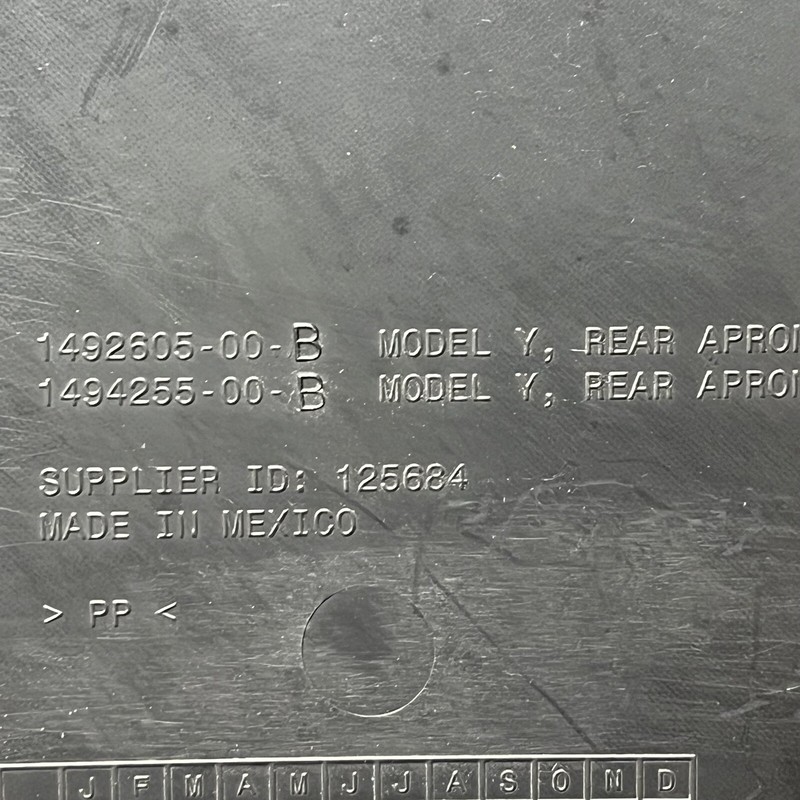 1492605-00-B MODEL Y, REAR APRON
1494255-00-B MODEL Y, REAR APRON
SUPPLIER ID: 125684
MADE IN MEXICO
> PP <
J F M A M J J A S O N D